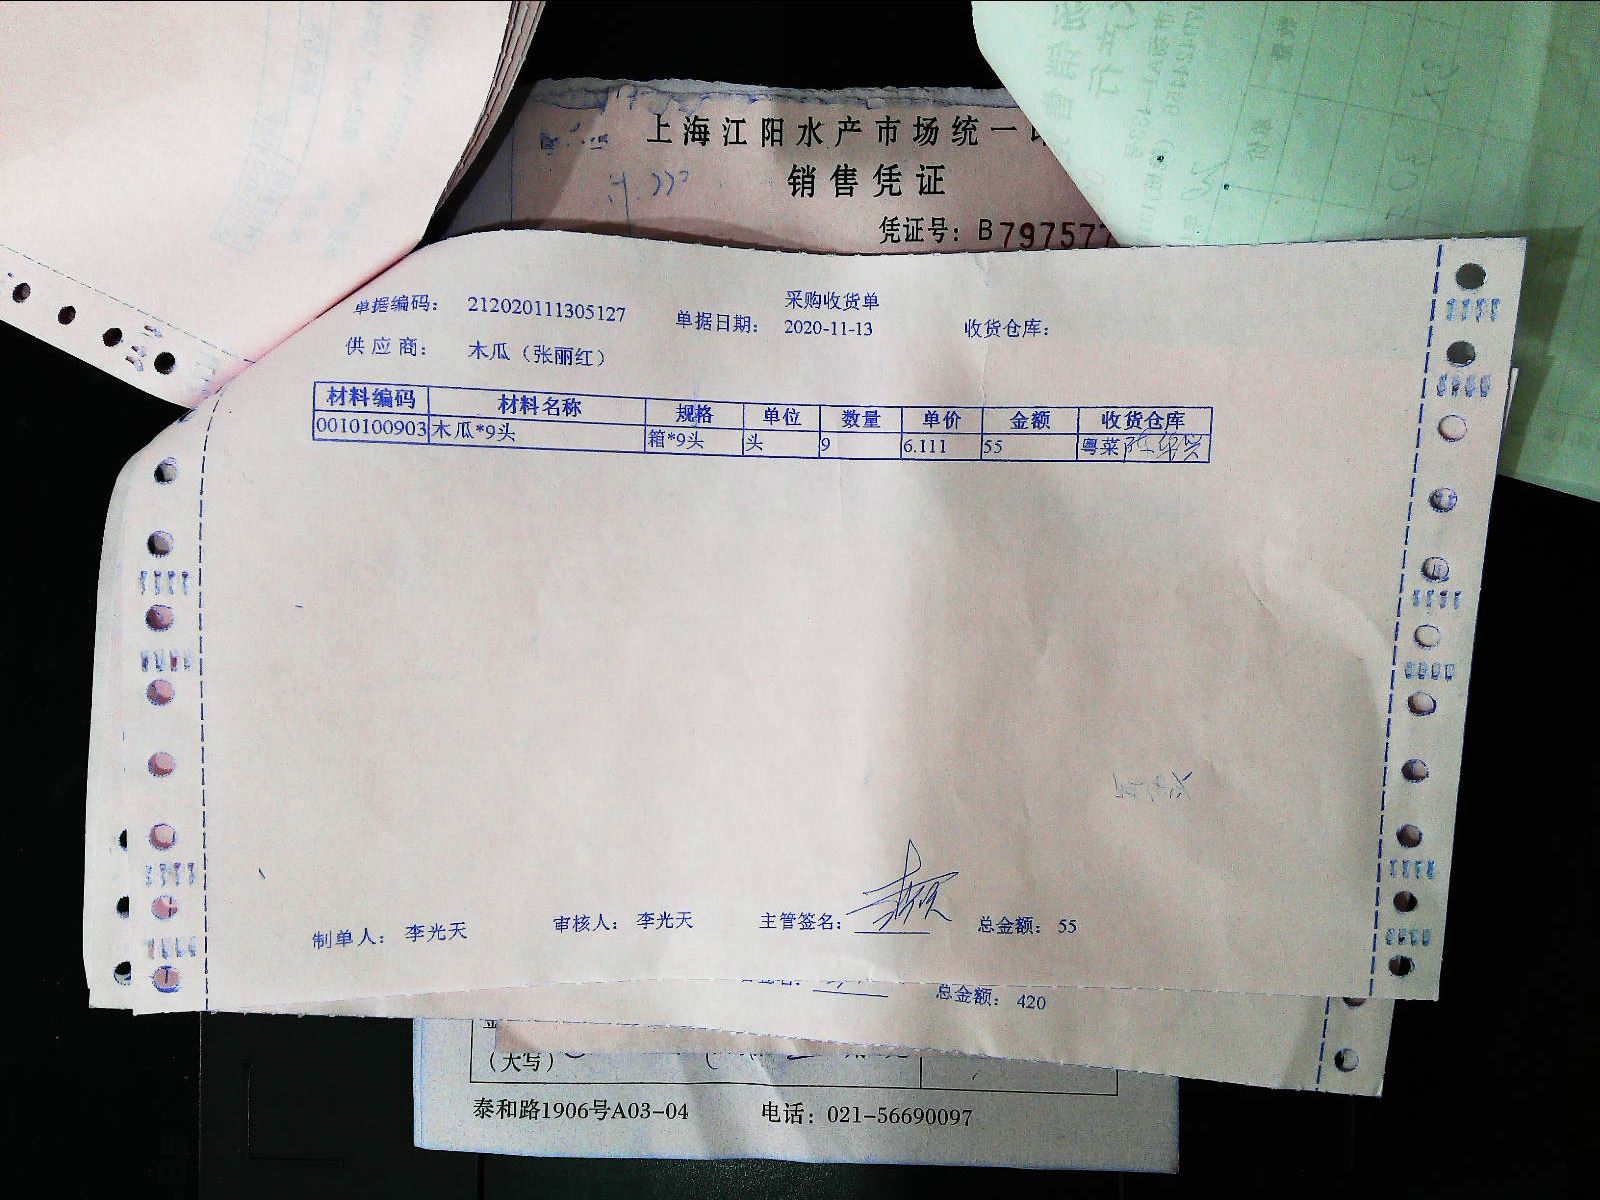 上海江阳水产市场统一
销售凭证
凭证号：B797577
采购收货单
单据编码： 212020111305127 单据日期： 2020-11-13 收货仓库：
供应商： 木瓜（张丽红）
材料编码 材料名称 规格 单位 数量 单价 金额 收货仓库
0010100903 木瓜*9头 箱*9头 头 9 6.111 55 粤菜
制单人： 李光天 审核人： 李光天 主管签名： 总金额： 55
总金额： 420
（大写）
泰和路1906号A03-04 电话：021-56690097